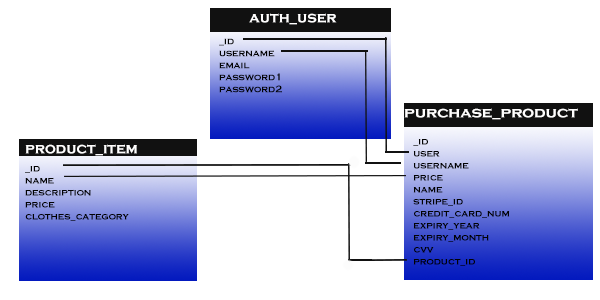 AUTH_USER
_ID
USERNAME
EMAIL
PASSWORD1
PASSWORD2
PURCHASE_PRODUCT
_ID
USER
USERNAME
PRICE
NAME
STRIPE_ID
CREDIT_CARD_NUM
EXPIRY_YEAR
EXPIRY_MONTH
CVV
PRODUCT_ID
PRODUCT_ITEM
_ID
NAME
DESCRIPTION
PRICE
CLOTHES_CATEGORY